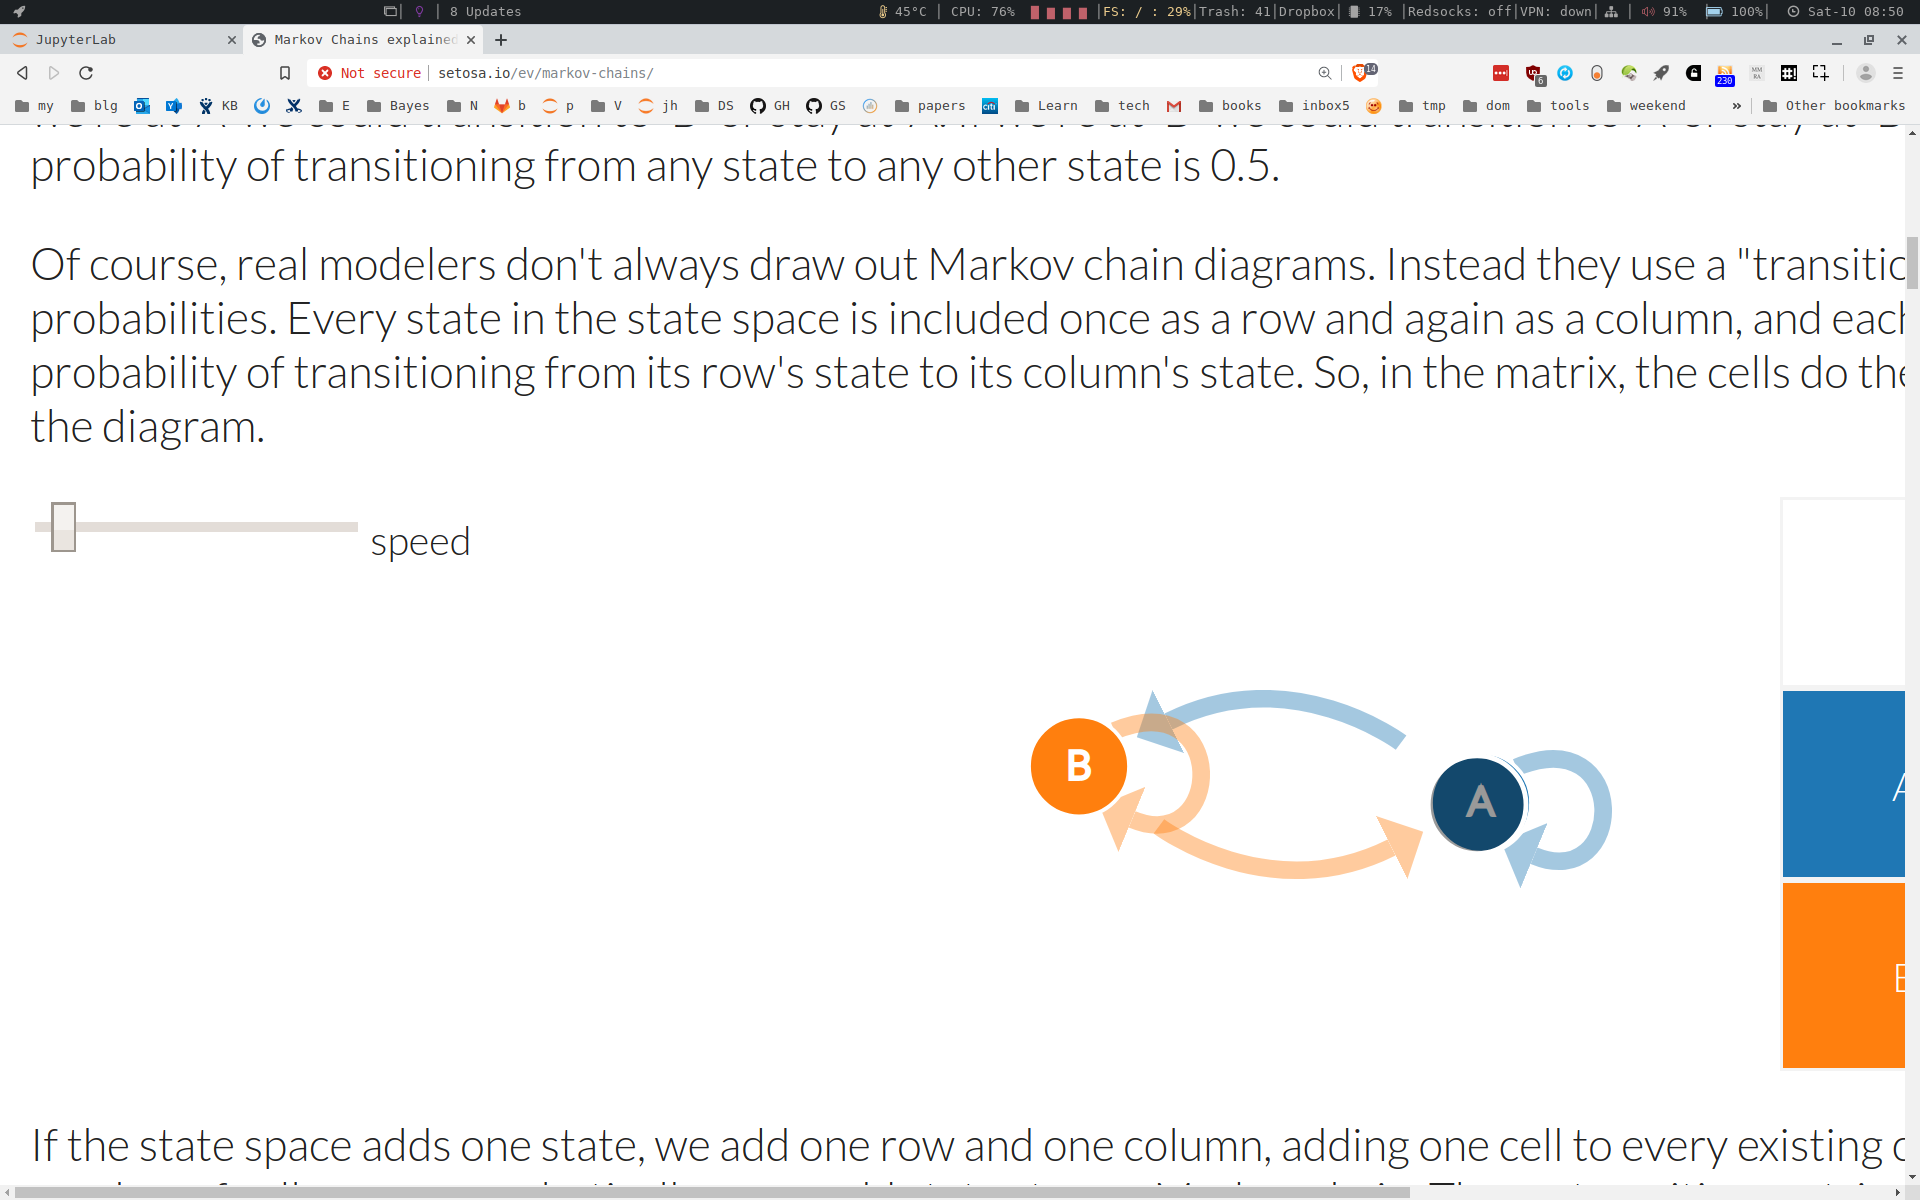 8 Updates
45°C | CPU: 76% |FS: / : 29%|Trash: 41|Dropbox| 17% |Redsocks: off|VPN: down| | 91% 100%| Sat-10 08:50
JupyterLab
Markov Chains explained
Not secure | setosa.io/ev/markov-chains/
14
6
230
MM
RA
my blg KB E Bayes N b p V jh DS GH GS papers citi Learn tech books inbox5 tmp dom tools weekend » Other bookmarks
probability of transitioning from any state to any other state is 0.5.
Of course, real modelers don't always draw out Markov chain diagrams. Instead they use a "transitic
probabilities. Every state in the state space is included once as a row and again as a column, and each
probability of transitioning from its row's state to its column's state. So, in the matrix, the cells do the
the diagram.
speed
B
A
A
B
If the state space adds one state, we add one row and one column, adding one cell to every existing c